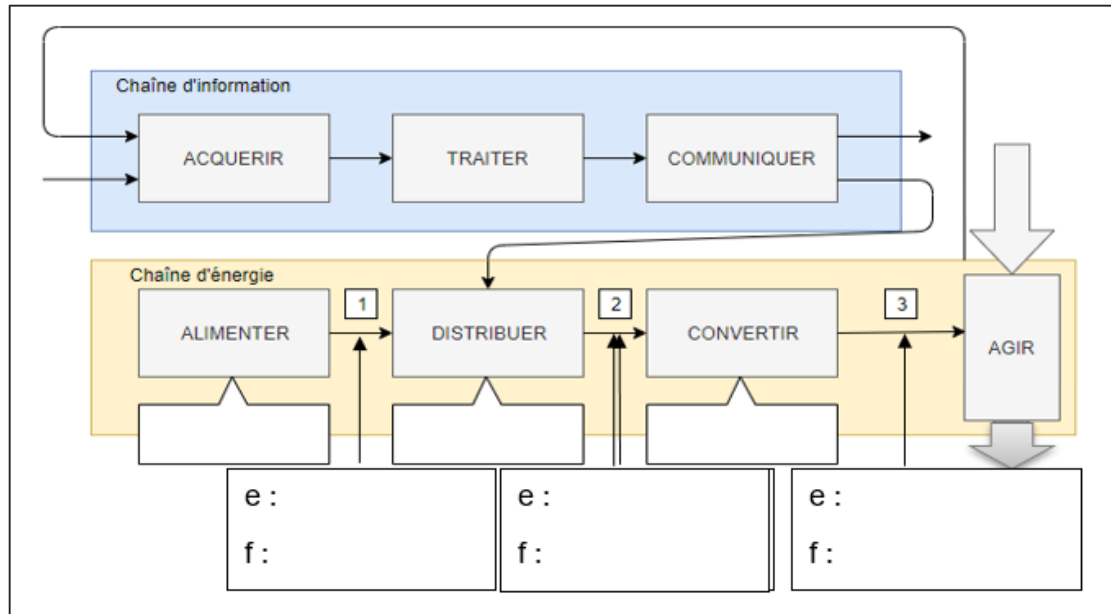 Chaîne d'information
ACQUERIR
TRAITER
COMMUNIQUER
Chaîne d'énergie
1
2
3
ALIMENTER
DISTRIBUER
CONVERTIR
AGIR
e :
f :
e :
f :
e :
f :